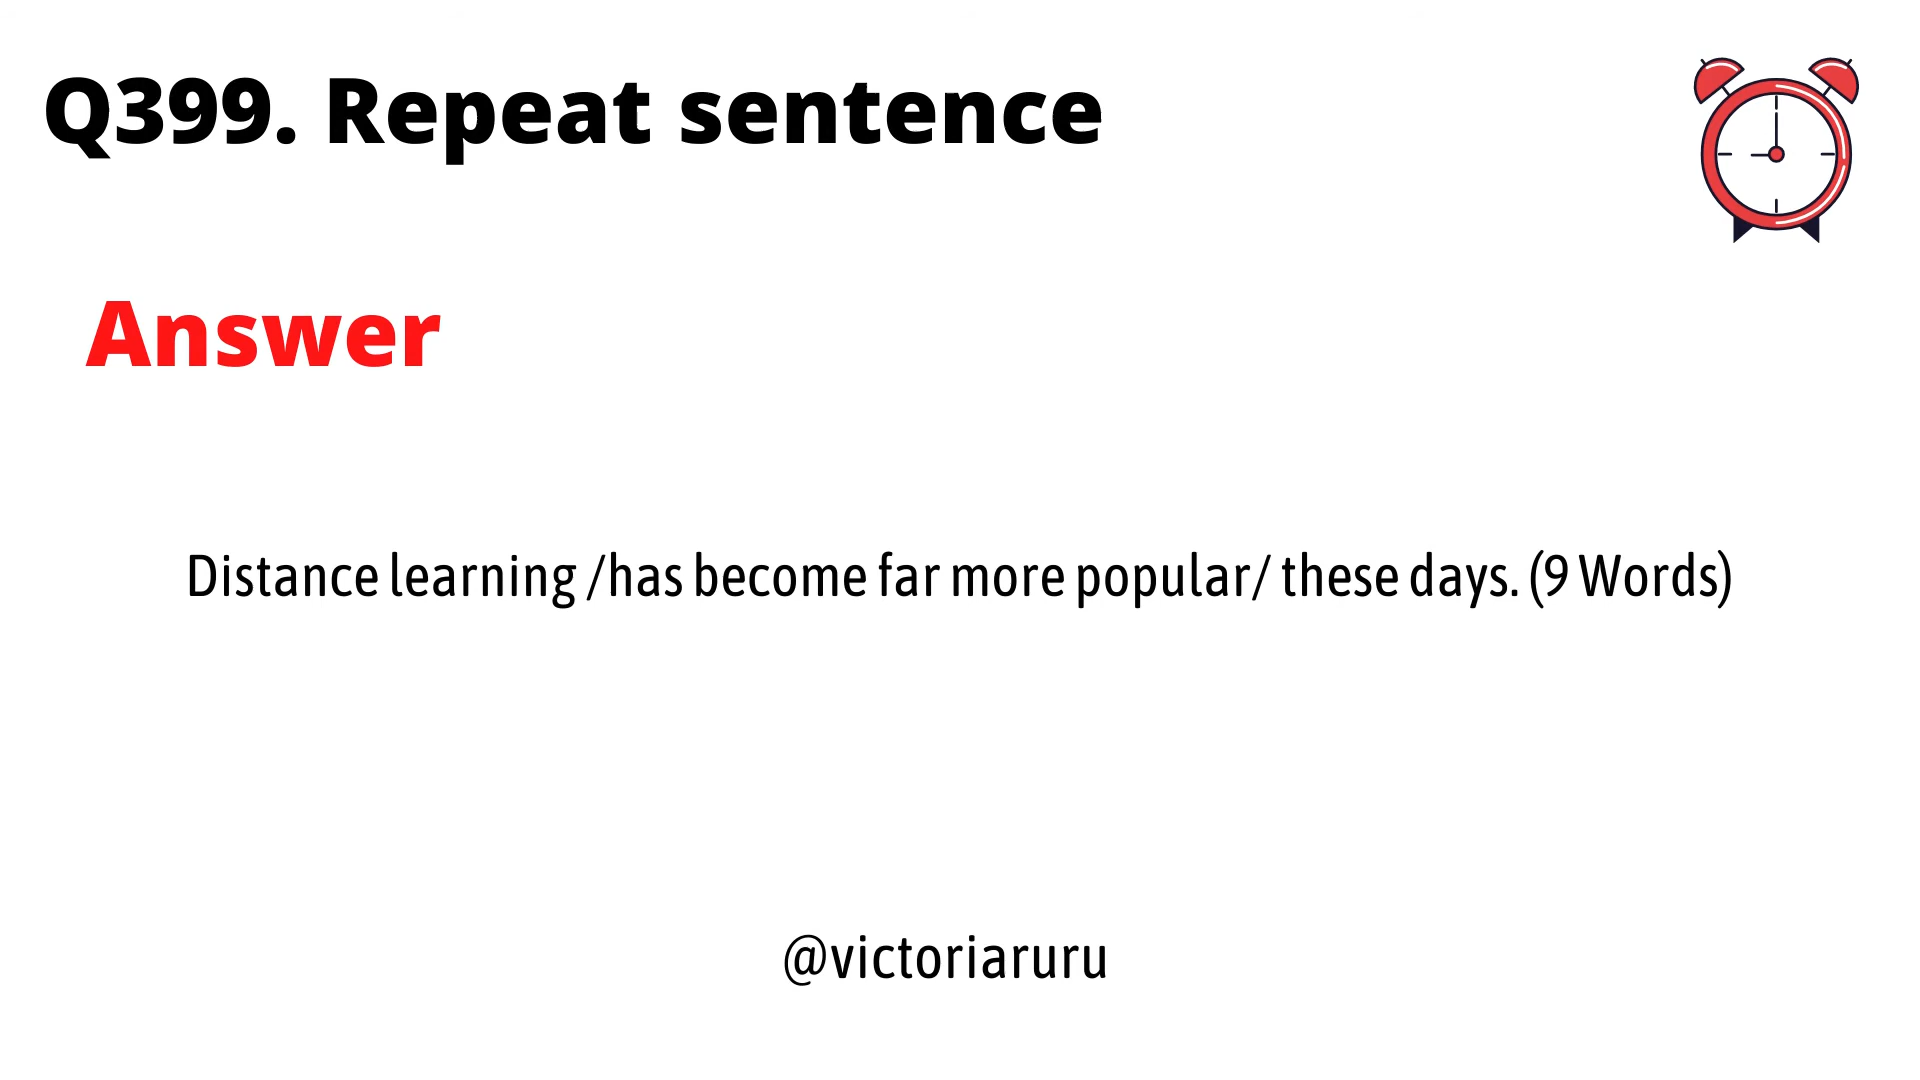 Q399. Repeat sentence
Answer
Distance learning /has become far more popular/ these days. (9 Words)
@victoriaruru